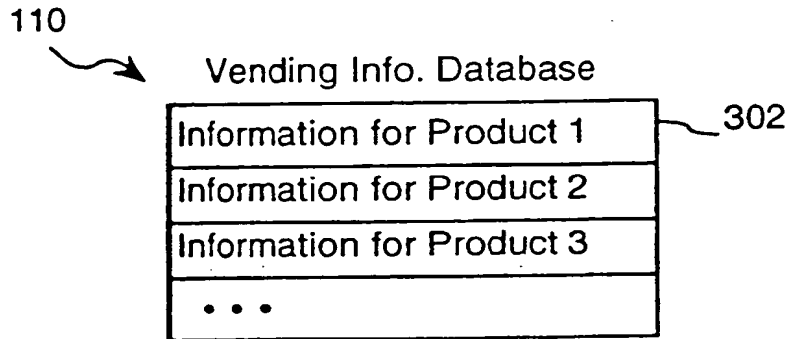 110
Vending Info. Database
Information for Product 1
302
Information for Product 2
Information for Product 3
• • •